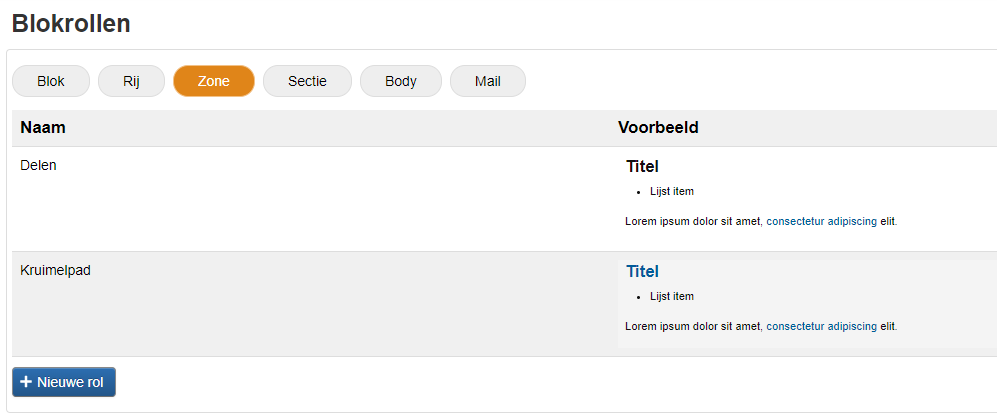 Blokrollen
Blok Rij Zone Sectie Body Mail
Naam Voorbeeld
Delen
Titel
• Lijst item
Lorem ipsum dolor sit amet, consectetur adipiscing elit.
Kruimelpad
Titel
• Lijst item
Lorem ipsum dolor sit amet, consectetur adipiscing elit.
+ Nieuwe rol